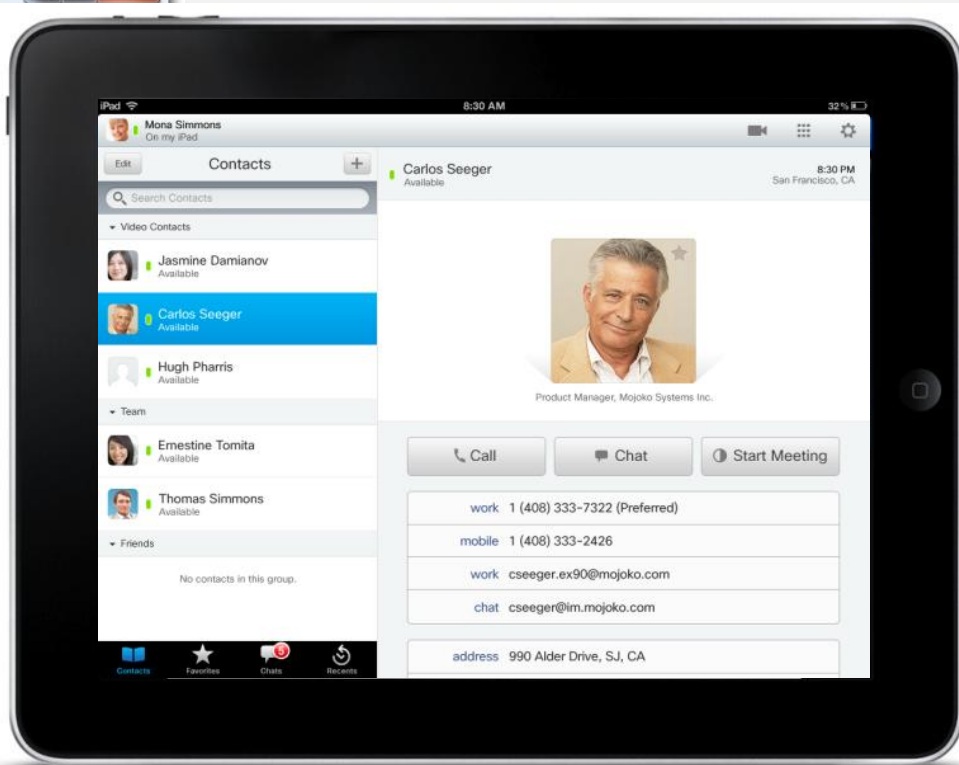 iPad
8:30 AM
32%
Mona Simmons
On my iPad
Edit
Contacts
Search Contacts
Video Contacts
Jasmine Damianov
Available
Carlos Seeger
Available
Hugh Pharris
Available
Team
Ernestine Tomita
Available
Thomas Simmons
Available
Friends
No contacts in this group.
Contacts
Favorites
5
Chats
Recents
Carlos Seeger
Available
8:30 PM
San Francisco, CA
Product Manager, Mojoko Systems Inc.
Call
Chat
Start Meeting
work 1 (408) 333-7322 (Preferred)
mobile 1 (408) 333-2426
work cseeger.ex90@mojoko.com
chat cseeger@im.mojoko.com
address 990 Alder Drive, SJ, CA